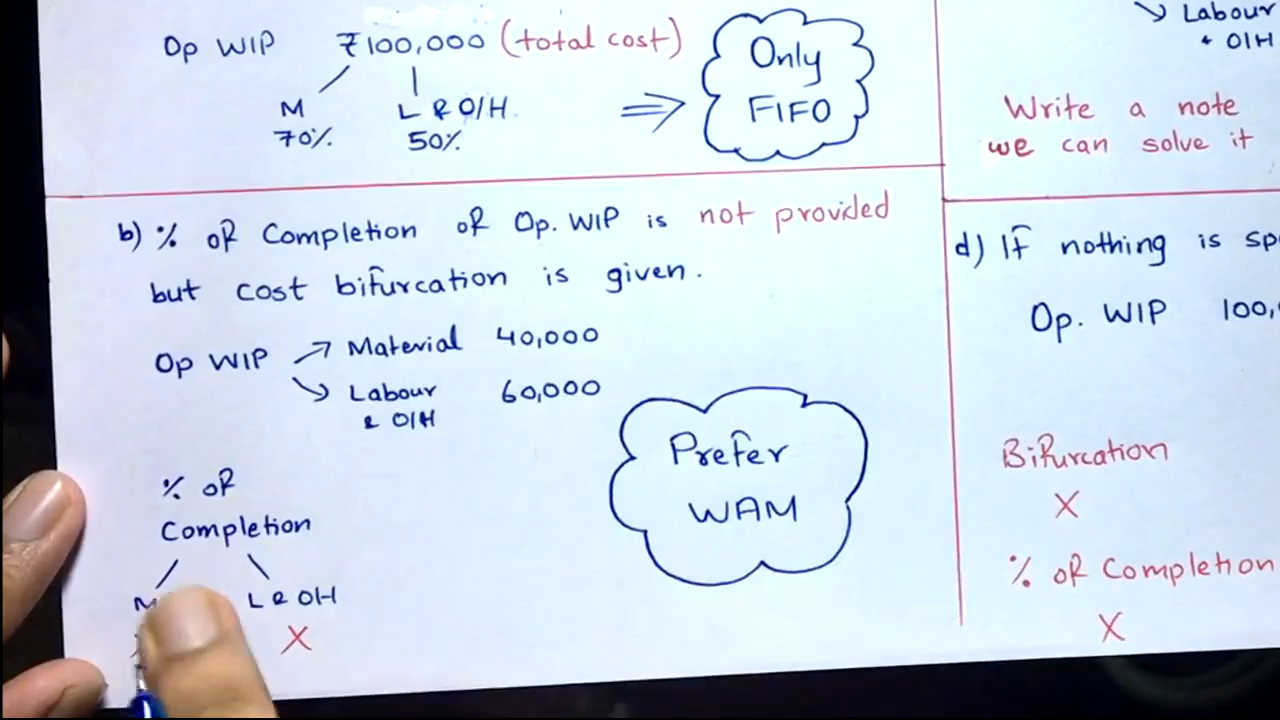 Op WIP ₹100,000 (total cost)
M L & O/H
70% 50%
Only
FIFO
Labour
+ O/H
Write a note
we can solve it
b) % of Completion of Op. WIP is not provided
but cost bifurcation is given.
Op WIP → Material 40,000
↘ Labour 60,000
& O/H
% of
Completion
M L & OH
X
Prefer
WAM
d) If nothing is
Op. WIP
Bifurcation
X
% of Completion
X